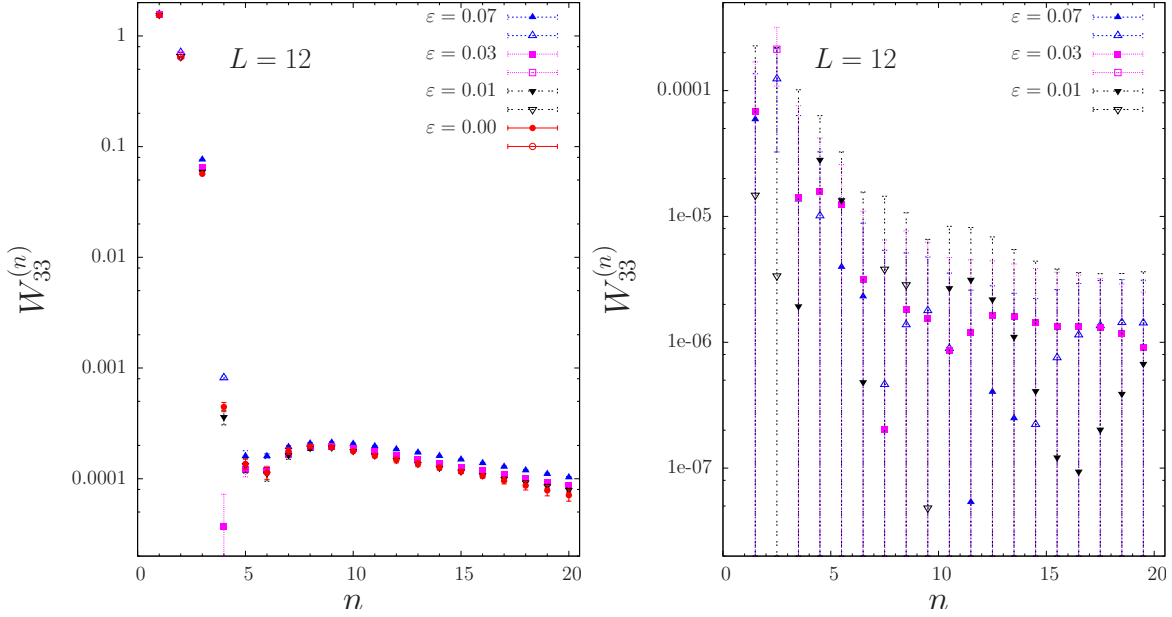 1
0.1
0.01
0.001
0.0001
0
5
10
15
20
W_{33}^{(n)}
n
L = 12
ε = 0.07
ε = 0.03
ε = 0.01
ε = 0.00
0.0001
1e-05
1e-06
1e-07
0
5
10
15
20
W_{33}^{(n)}
n
L = 12
ε = 0.07
ε = 0.03
ε = 0.01